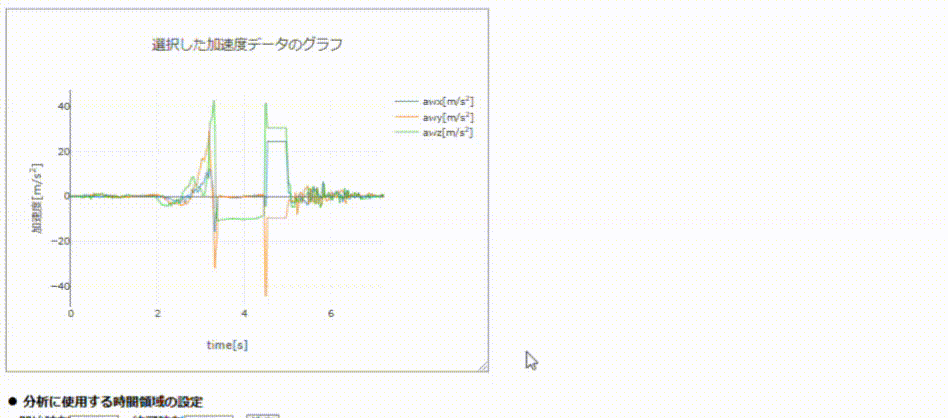 選択した加速度データのグラフ
40
20
0
−20
−40
加速度[m/s²]
0
2
4
6
time[s]
awx[m/s²]
awy[m/s²]
awz[m/s²]
● 分析に使用する時間領域の設定